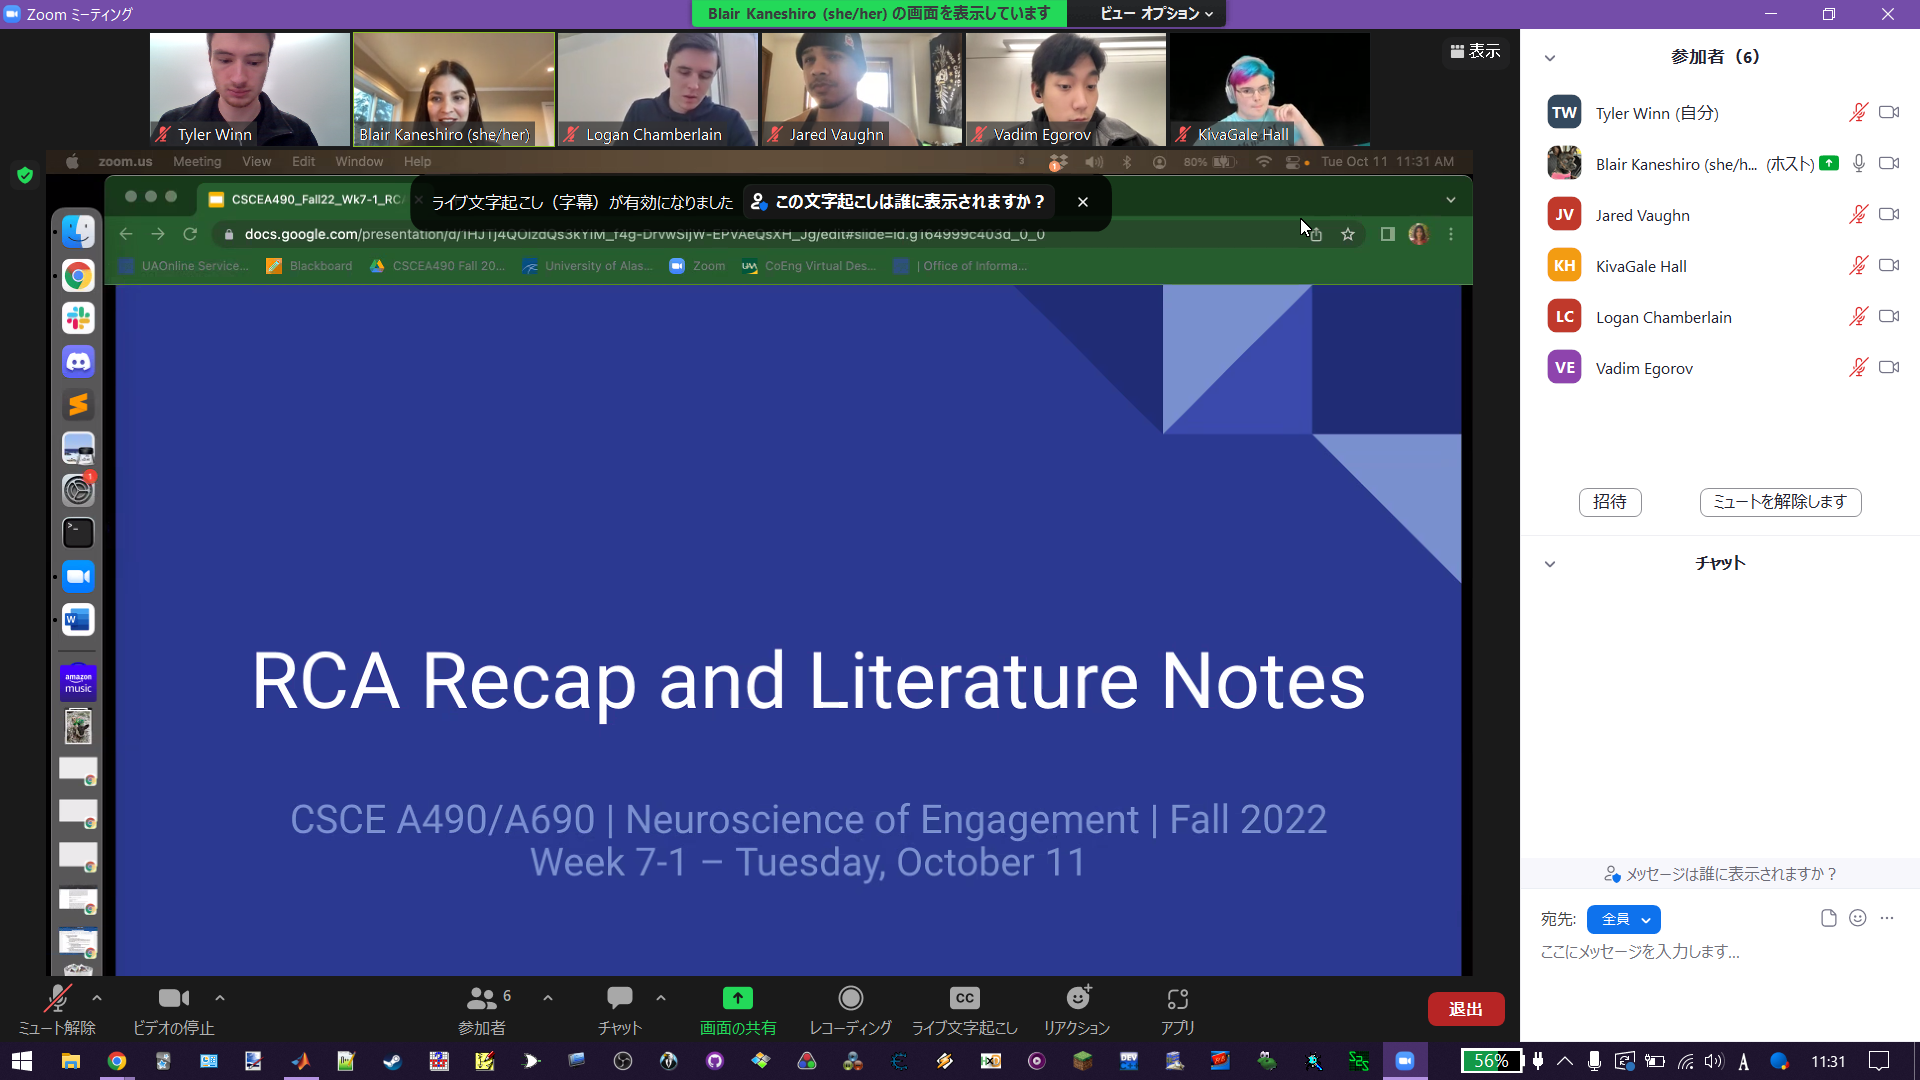 Zoom ミーティング
Blair Kaneshiro (she/her) の画面を表示しています
ビュー オプション
Tyler Winn
Blair Kaneshiro (she/her)
Logan Chamberlain
Jared Vaughn
Vadim Egorov
KivaGale Hall
表示
zoom.us Meeting View Edit Window Help
3 1 80% Tue Oct 11 11:31 AM
CSCEA490_Fall22_Wk7-1_RCA
ライブ文字起こし（字幕）が有効になりました
この文字起こしは誰に表示されますか？
docs.google.com/presentation/d/
UAOnline Service... Blackboard CSCEA490 Fall 20... University of Alas... Zoom CoEng Virtual Des... | Office of Informa...
1
amazon
music
RCA Recap and Literature Notes
CSCE A490/A690 | Neuroscience of Engagement | Fall 2022
Week 7-1 – Tuesday, October 11
参加者（6）
TW Tyler Winn (自分)
Blair Kaneshiro (she/h... (ホスト)
JV Jared Vaughn
KH KivaGale Hall
LC Logan Chamberlain
VE Vadim Egorov
招待
ミュートを解除します
チャット
メッセージは誰に表示されますか？
宛先: 全員
ここにメッセージを入力します...
ミュート解除
ビデオの停止
参加者 6
チャット
画面の共有
レコーディング
CC
ライブ文字起こし
リアクション
アプリ
退出
56%
A
11:31